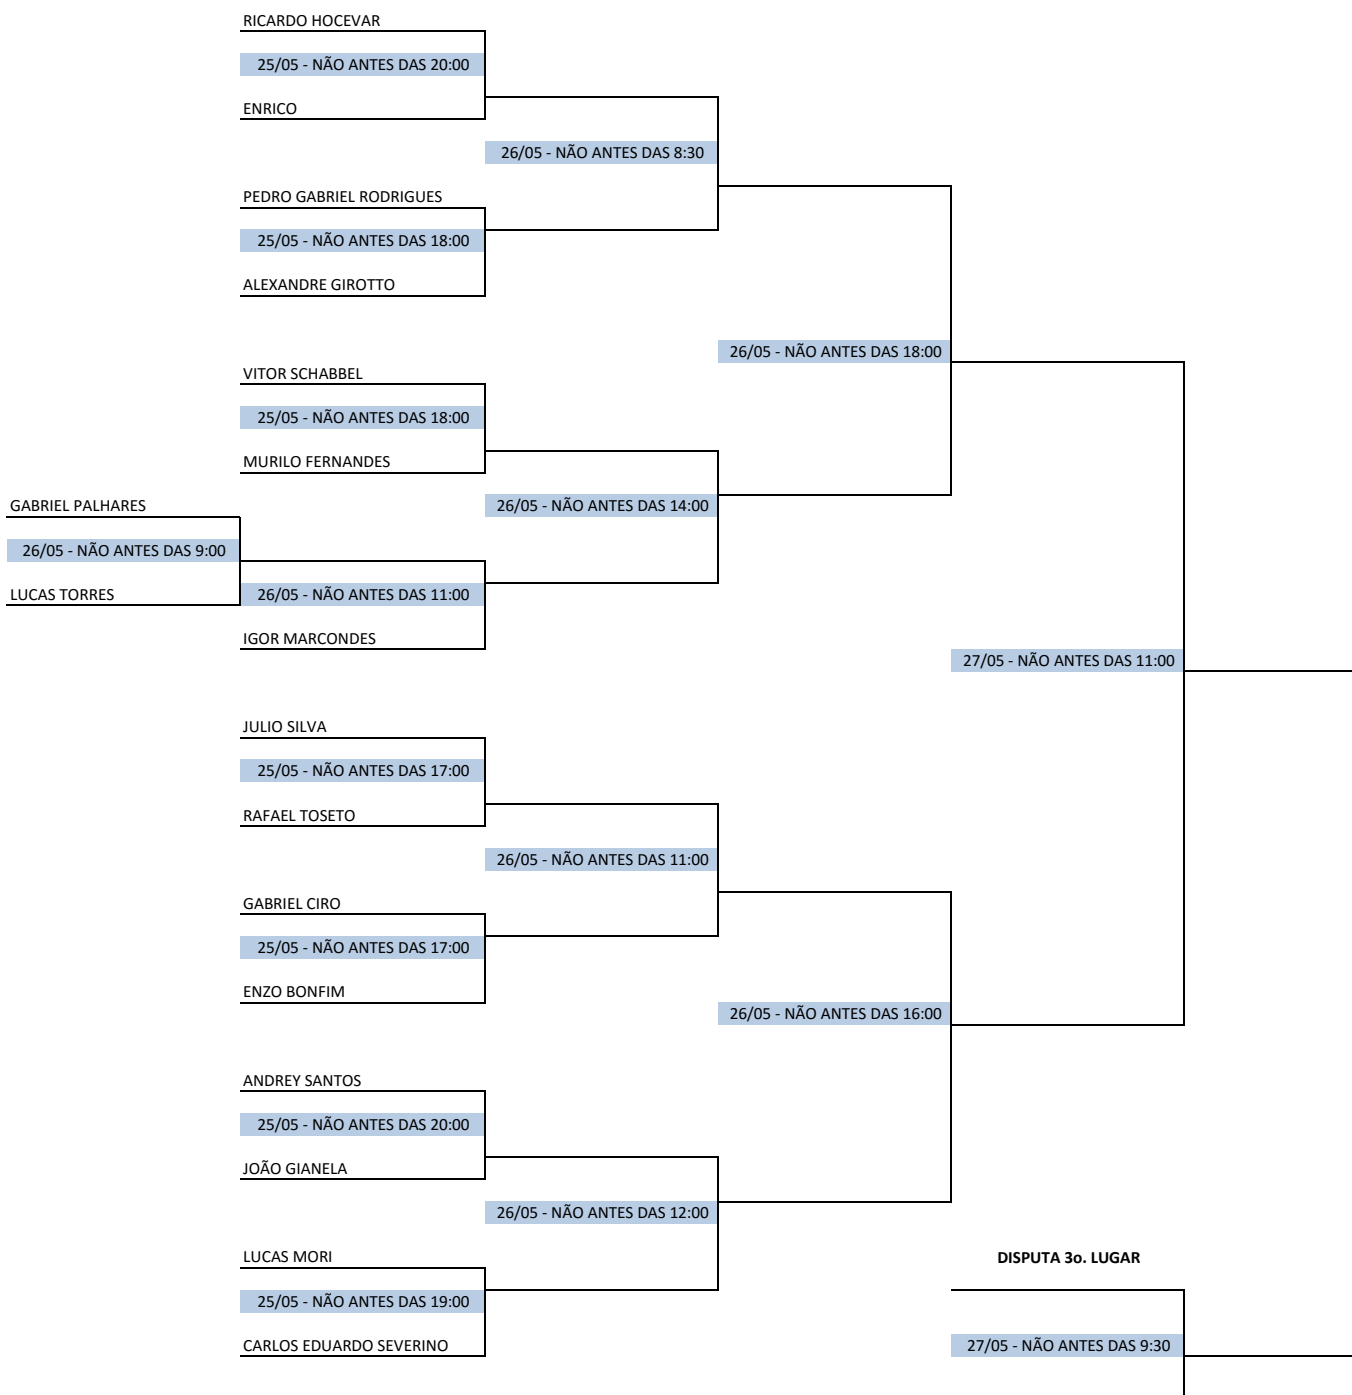 RICARDO HOCEVAR
25/05 - NÃO ANTES DAS 20:00
ENRICO
26/05 - NÃO ANTES DAS 8:30
PEDRO GABRIEL RODRIGUES
25/05 - NÃO ANTES DAS 18:00
ALEXANDRE GIROTTO
26/05 - NÃO ANTES DAS 18:00
VITOR SCHABBEL
25/05 - NÃO ANTES DAS 18:00
MURILO FERNANDES
GABRIEL PALHARES
26/05 - NÃO ANTES DAS 14:00
26/05 - NÃO ANTES DAS 9:00
LUCAS TORRES
26/05 - NÃO ANTES DAS 11:00
IGOR MARCONDES
27/05 - NÃO ANTES DAS 11:00
JULIO SILVA
25/05 - NÃO ANTES DAS 17:00
RAFAEL TOSETO
26/05 - NÃO ANTES DAS 11:00
GABRIEL CIRO
25/05 - NÃO ANTES DAS 17:00
ENZO BONFIM
26/05 - NÃO ANTES DAS 16:00
ANDREY SANTOS
25/05 - NÃO ANTES DAS 20:00
JOÃO GIANELA
26/05 - NÃO ANTES DAS 12:00
LUCAS MORI
DISPUTA 3o. LUGAR
25/05 - NÃO ANTES DAS 19:00
CARLOS EDUARDO SEVERINO
27/05 - NÃO ANTES DAS 9:30